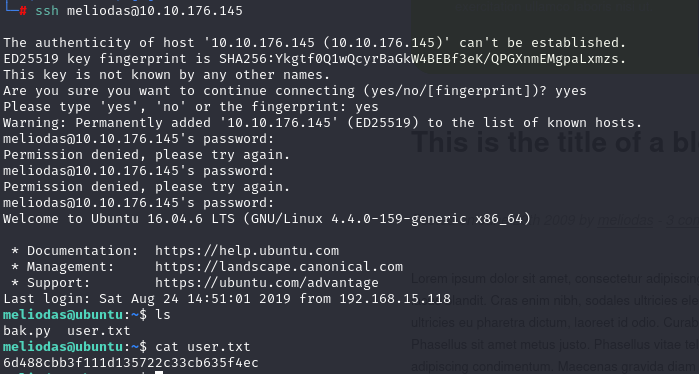 # ssh meliodas@10.10.176.145
The authenticity of host '10.10.176.145 (10.10.176.145)' can't be established.
ED25519 key fingerprint is SHA256:Ykgtf0Q1wQcyrBaGkW4BEBf3eK/QPGXnmEMgpaLxmzs.
This key is not known by any other names.
Are you sure you want to continue connecting (yes/no/[fingerprint])? yyes
Please type 'yes', 'no' or the fingerprint: yes
Warning: Permanently added '10.10.176.145' (ED25519) to the list of known hosts.
meliodas@10.10.176.145's password:
Permission denied, please try again.
meliodas@10.10.176.145's password:
Permission denied, please try again.
meliodas@10.10.176.145's password:
Welcome to Ubuntu 16.04.6 LTS (GNU/Linux 4.4.0-159-generic x86_64)
* Documentation: https://help.ubuntu.com
* Management: https://landscape.canonical.com
* Support: https://ubuntu.com/advantage
Last login: Sat Aug 24 14:51:01 2019 from 192.168.15.118
meliodas@ubuntu:~$ ls
bak.py user.txt
meliodas@ubuntu:~$ cat user.txt
6d488cbb3f111d135722c33cb635f4ec
This is the title of a bl
2009 by meliodas
Lorem ipsum dolor sit amet, consectetur adipiscin
blandit. Cras enim nibh, sodales ultricies ele
ultricies eu pharetra dictum, laoreet id odio. Curab
Phasellus sit amet metus justo. Phasellus vitae tel
adipiscing condimentum. Maecenas gravida